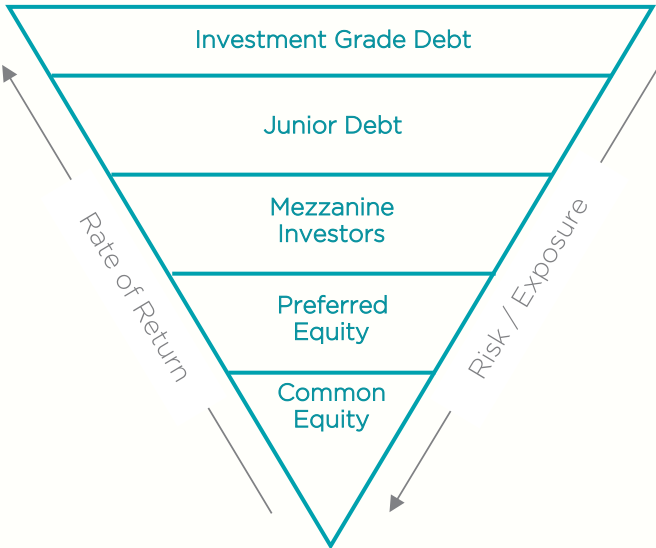 Investment Grade Debt
Junior Debt
Mezzanine
Investors
Preferred
Equity
Common
Equity
Rate of Return
Risk / Exposure